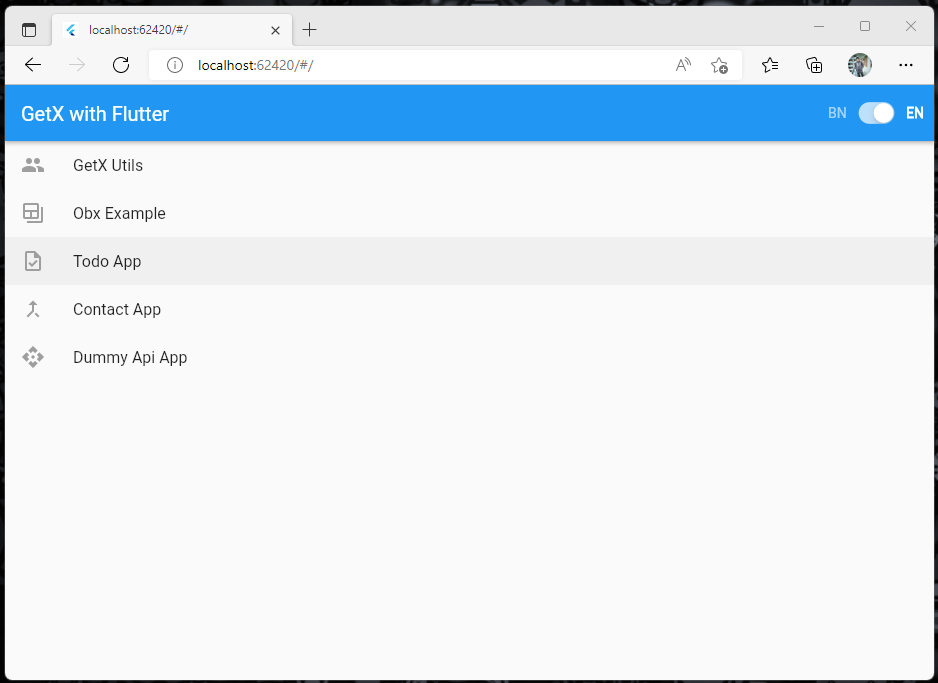 localhost:62420/#/
localhost:62420/#/
GetX with Flutter
BN EN
GetX Utils
Obx Example
Todo App
Contact App
Dummy Api App